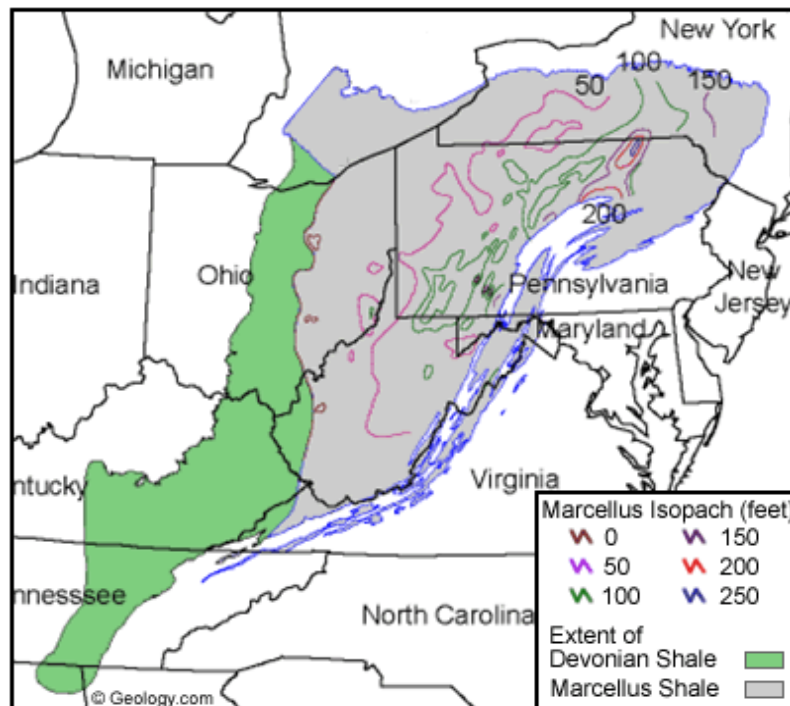 New York
Michigan
50
100
150
200
Indiana
Ohio
Pennsylvania
New
Jersey
Maryland
Virginia
ntucky
nnesssee
North Carolina
Marcellus Isopach (feet)
0 150
50 200
100 250
Extent of
Devonian Shale
Marcellus Shale
© Geology.com